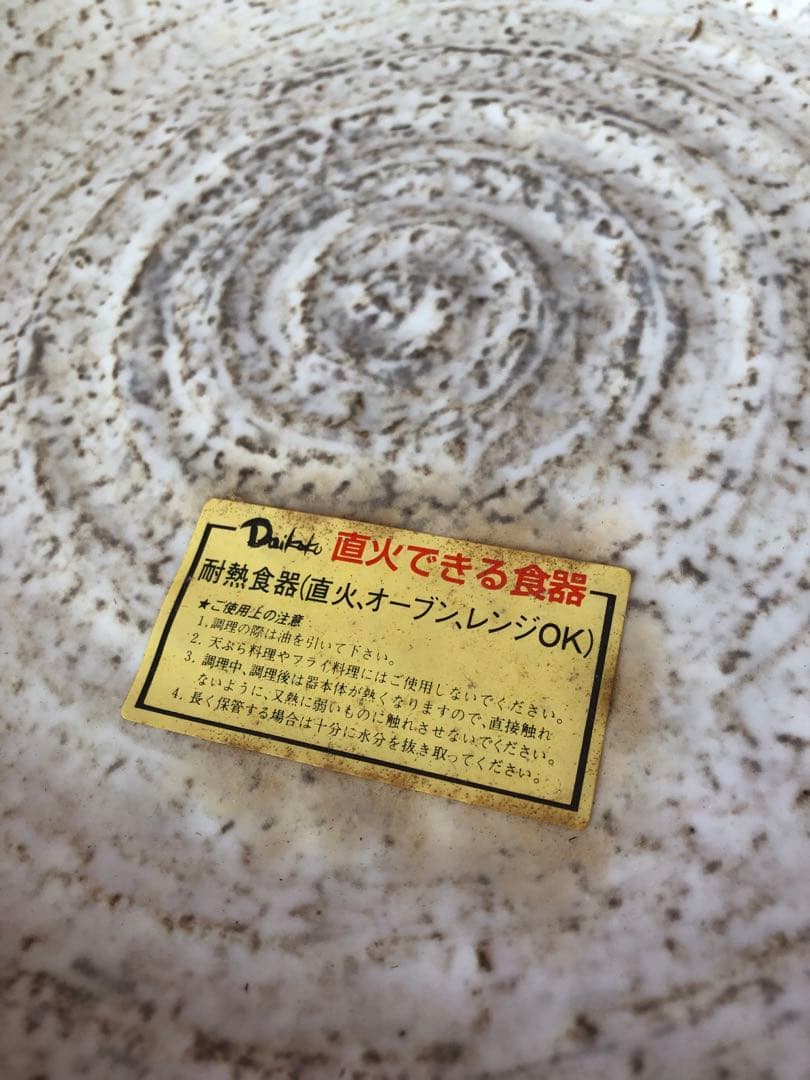 Daikoku 直火できる食器
耐熱食器(直火、オーブン、レンジOK)
★ご使用上の注意
1. 調理の際は油を引いて下さい。
2. 天ぷら料理やフライ料理にはご使用しないでください。
3. 調理中、調理後は器本体が熱くなりますので、直接触れ
ないように、又熱に弱いものに触れさせないでください。
4. 長く保管する場合は十分に水分を抜き取ってください。